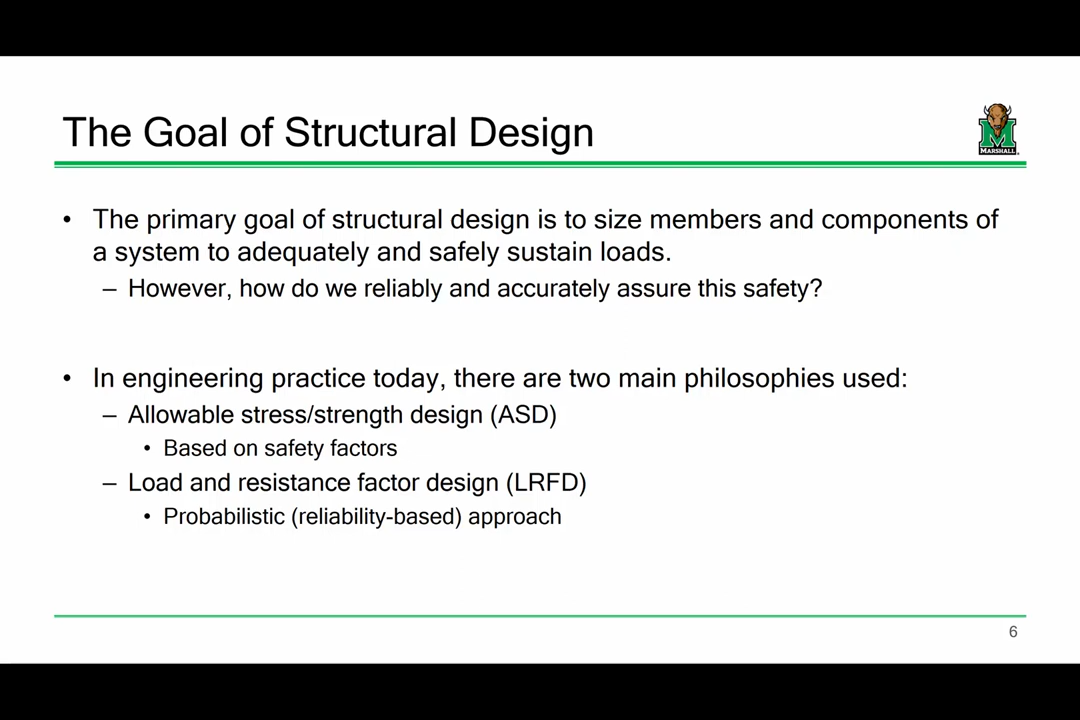 The Goal of Structural Design
MARSHALL
• The primary goal of structural design is to size members and components of
a system to adequately and safely sustain loads.
– However, how do we reliably and accurately assure this safety?
• In engineering practice today, there are two main philosophies used:
– Allowable stress/strength design (ASD)
• Based on safety factors
– Load and resistance factor design (LRFD)
• Probabilistic (reliability-based) approach
6